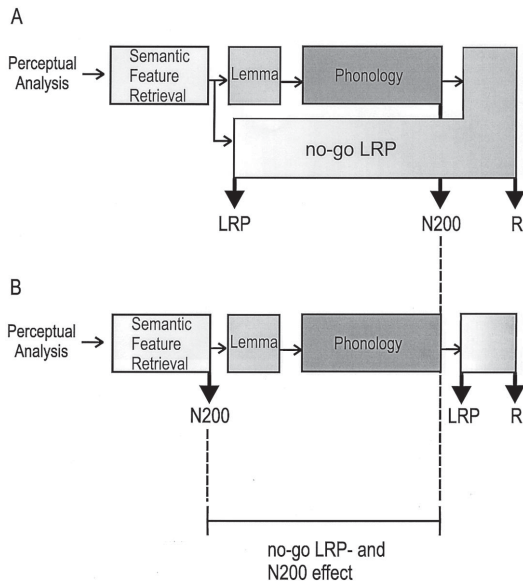 A
Perceptual
Analysis
Semantic
Feature
Retrieval
Lemma
Phonology
no-go LRP
LRP
N200
R
B
Perceptual
Analysis
Semantic
Feature
Retrieval
Lemma
Phonology
N200
LRP
R
no-go LRP- and
N200 effect